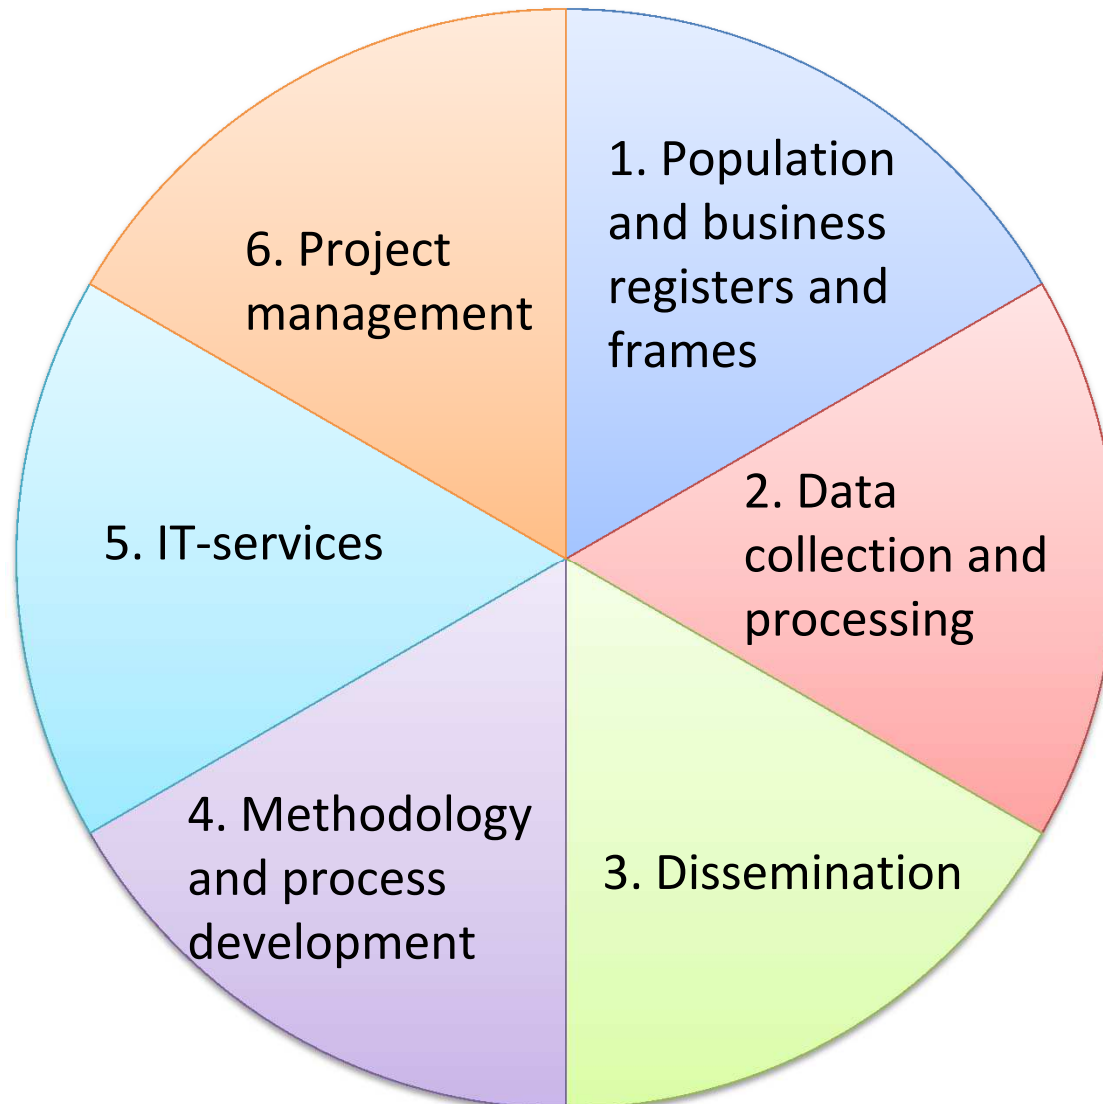 1. Population
and business
registers and
frames
2. Data
collection and
processing
3. Dissemination
4. Methodology
and process
development
5. IT-services
6. Project
management